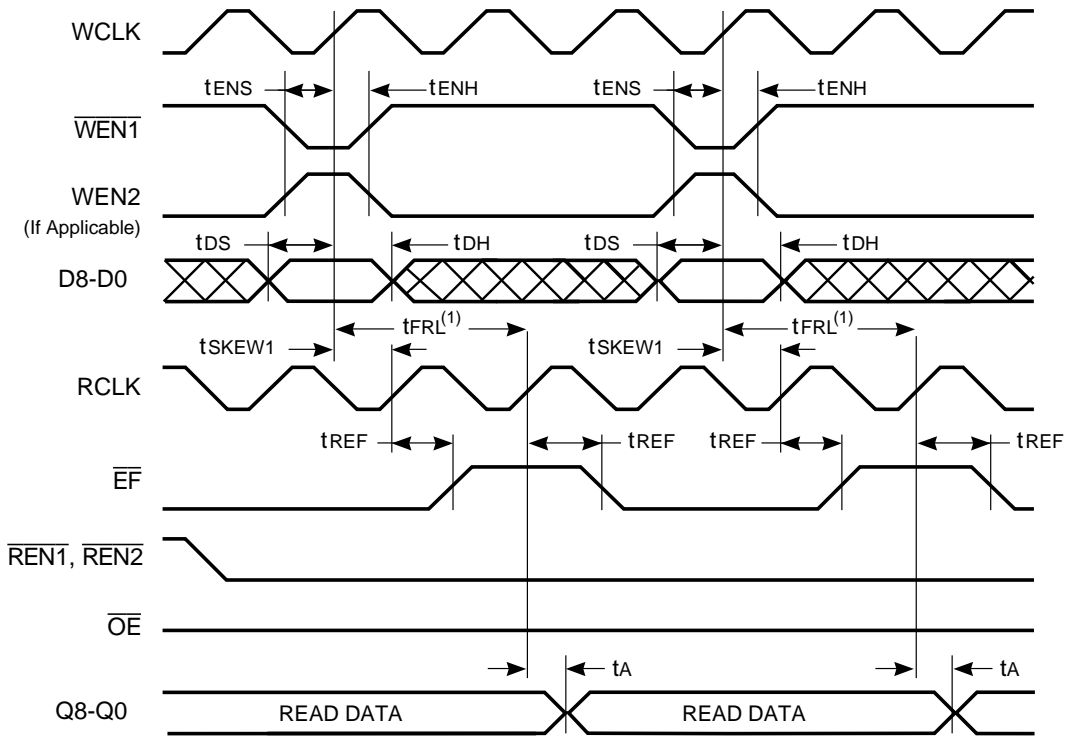 WCLK
tENS tENH tENS tENH
WEN1
WEN2
(If Applicable)
tDS tDH tDS tDH
D8-D0
tFRL(1) tFRL(1)
tSKEW1 tSKEW1
RCLK
tREF tREF tREF tREF
EF
REN1, REN2
OE
tA tA
Q8-Q0 READ DATA READ DATA